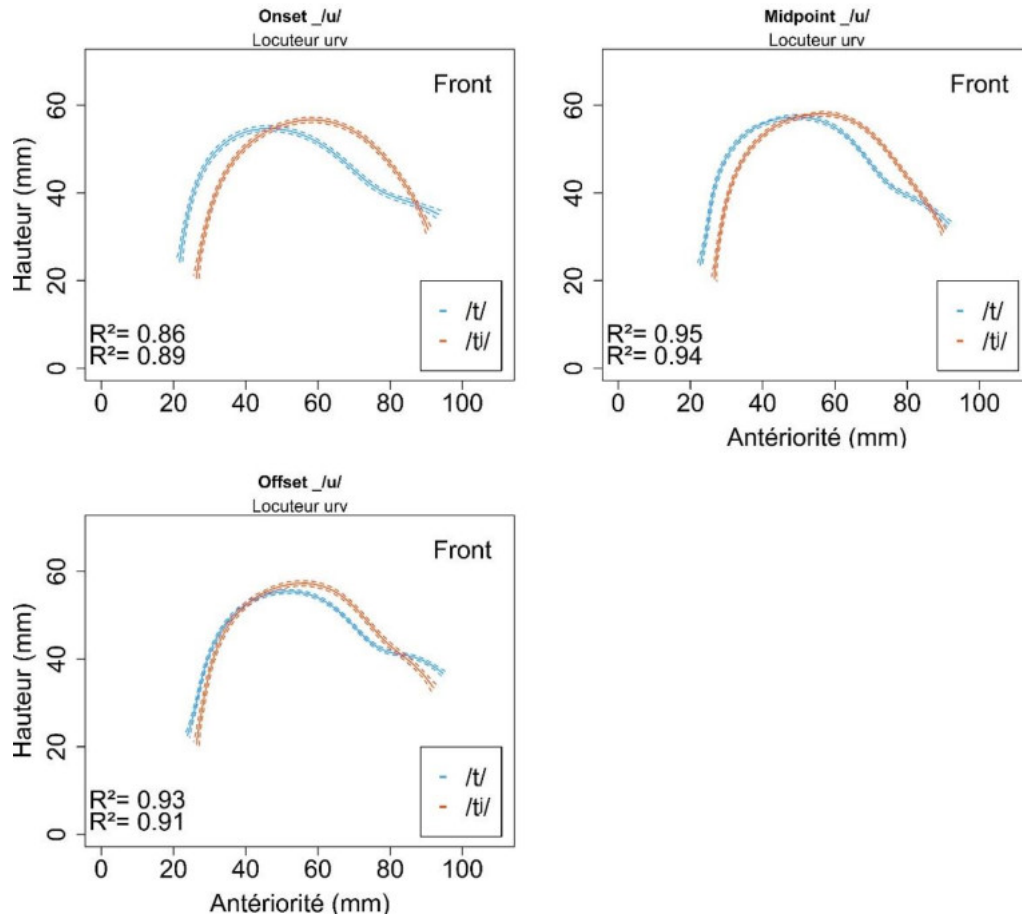 Onset _/u/
Locuteur urv
Front
Hauteur (mm)
60
40
20
0
R²= 0.86
R²= 0.89
/t/
/tʲ/
0 20 40 60 80 100
Midpoint _/u/
Locuteur urv
Front
60
40
20
0
R²= 0.95
R²= 0.94
/t/
/tʲ/
0 20 40 60 80 100
Antériorité (mm)
Offset _/u/
Locuteur urv
Front
Hauteur (mm)
60
40
20
0
R²= 0.93
R²= 0.91
/t/
/tʲ/
0 20 40 60 80 100
Antériorité (mm)